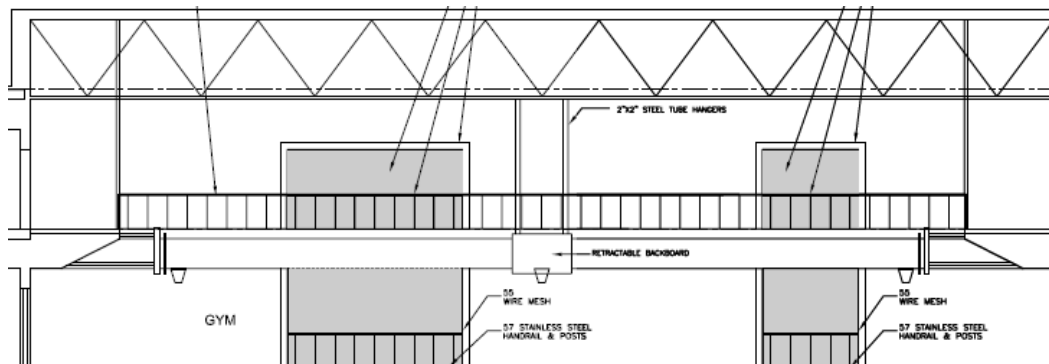 2"X2" STEEL TUBE HANGERS
RETRACTABLE BACKBOARD
55
WIRE MESH
57 STAINLESS STEEL
HANDRAIL & POSTS
55
WIRE MESH
57 STAINLESS STEEL
HANDRAIL & POSTS
GYM